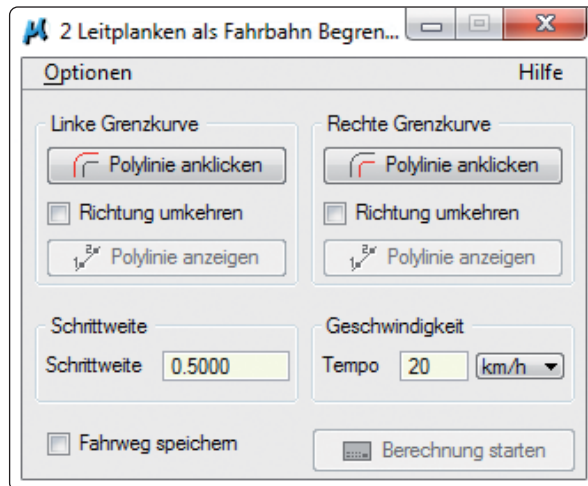 2 Leitplanken als Fahrbahn Begren...
Optionen Hilfe
Linke Grenzkurve
Polylinie anklicken
Richtung umkehren
Polylinie anzeigen
Rechte Grenzkurve
Polylinie anklicken
Richtung umkehren
Polylinie anzeigen
Schrittweite
Schrittweite 0.5000
Geschwindigkeit
Tempo 20 km/h
Fahrweg speichern
Berechnung starten